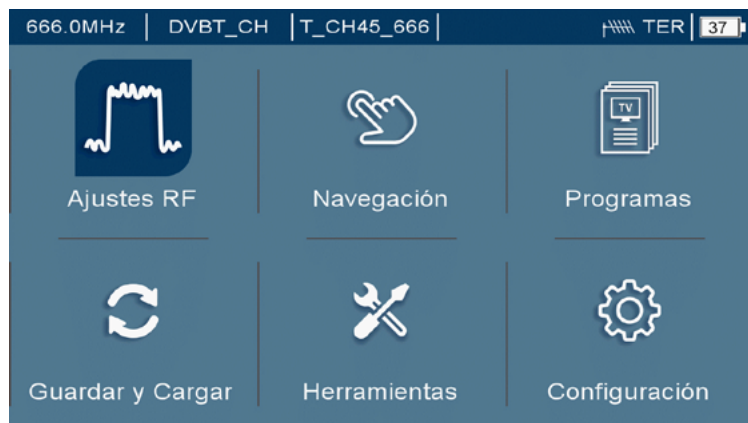 666.0MHz DVBT_CH T_CH45_666 TER 37
TV
Ajustes RF Navegación Programas
Guardar y Cargar Herramientas Configuración